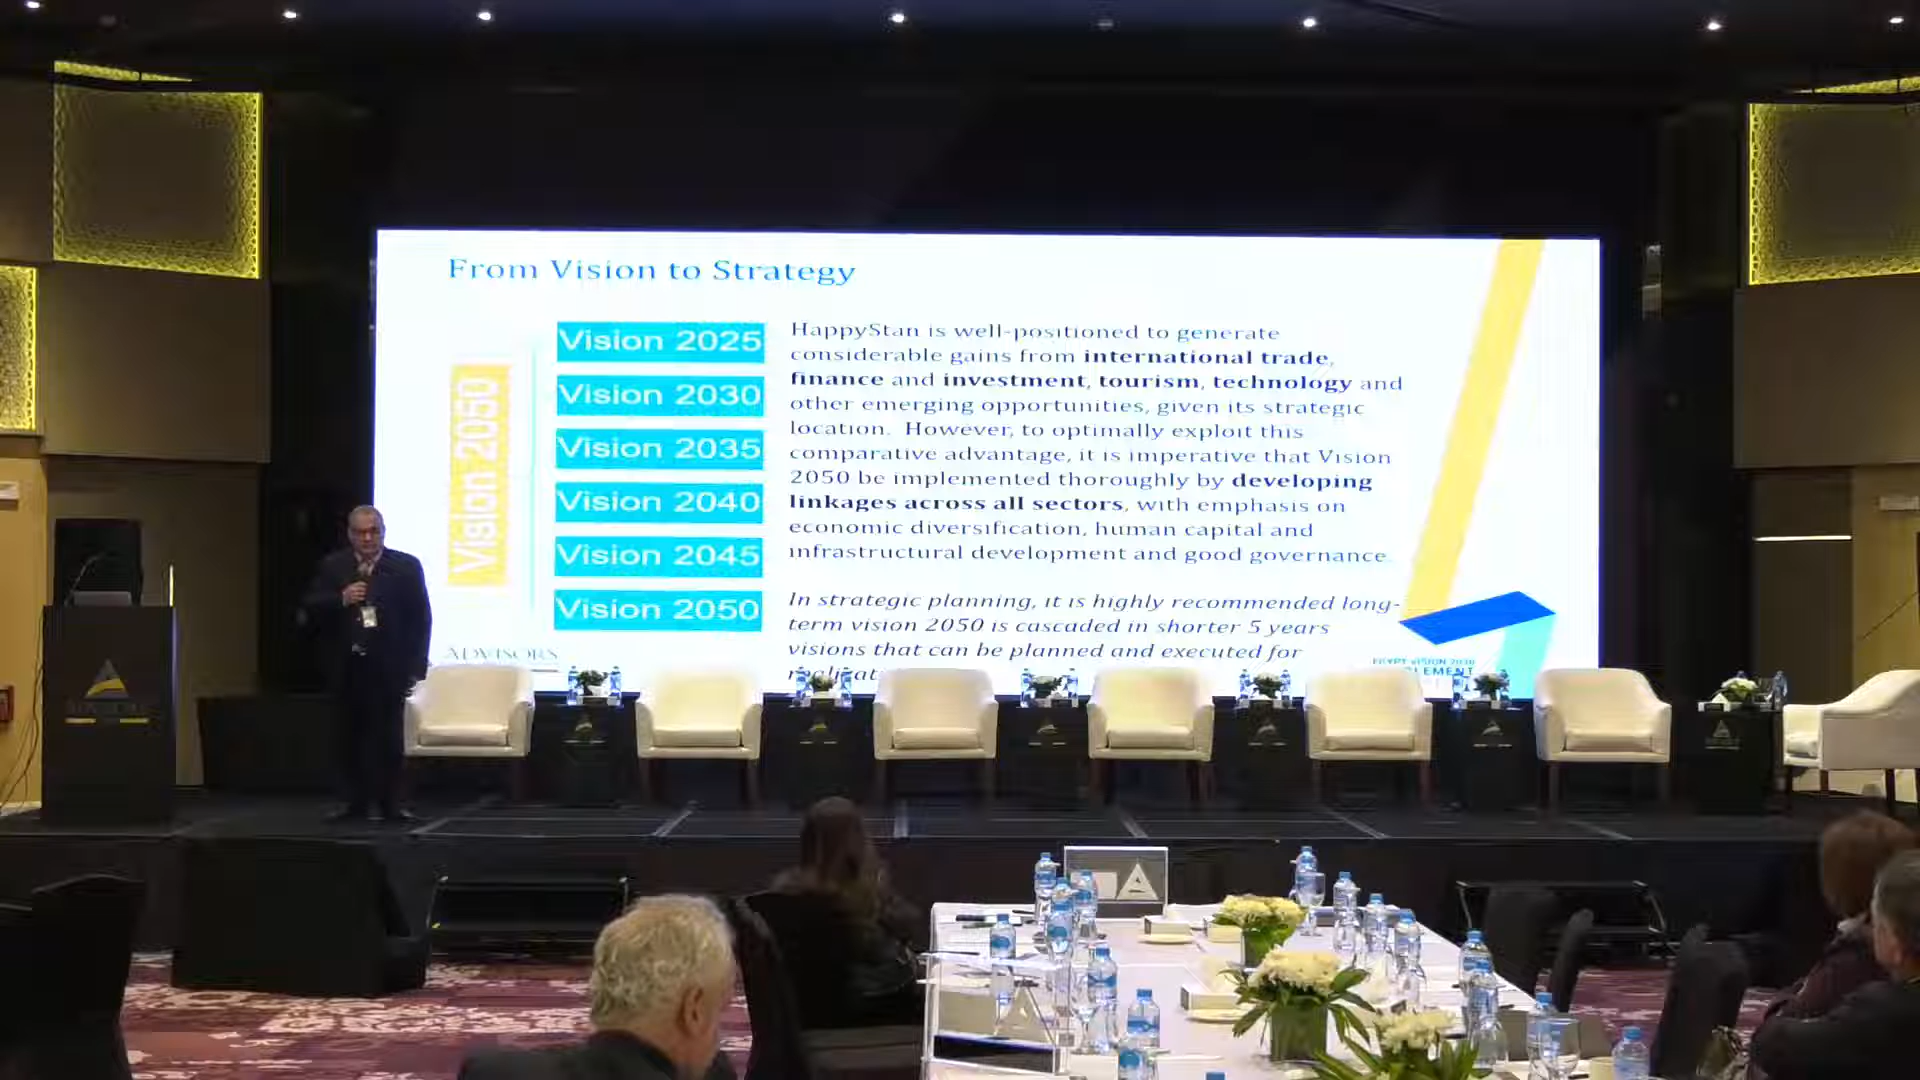 From Vision to Strategy
Vision 2050
Vision 2025
Vision 2030
Vision 2035
Vision 2040
Vision 2045
Vision 2050
HappyStan is well-positioned to generate
considerable gains from international trade,
finance and investment, tourism, technology and
other emerging opportunities, given its strategic
location. However, to optimally exploit this
comparative advantage, it is imperative that Vision
2050 be implemented thoroughly by developing
linkages across all sectors, with emphasis on
economic diversification, human capital and
infrastructural development and good governance.
In strategic planning, it is highly recommended long-
term vision 2050 is cascaded in shorter 5 years
visions that can be planned and executed for
ADVISORS
EGYPT VISION 2030
ADVISORS